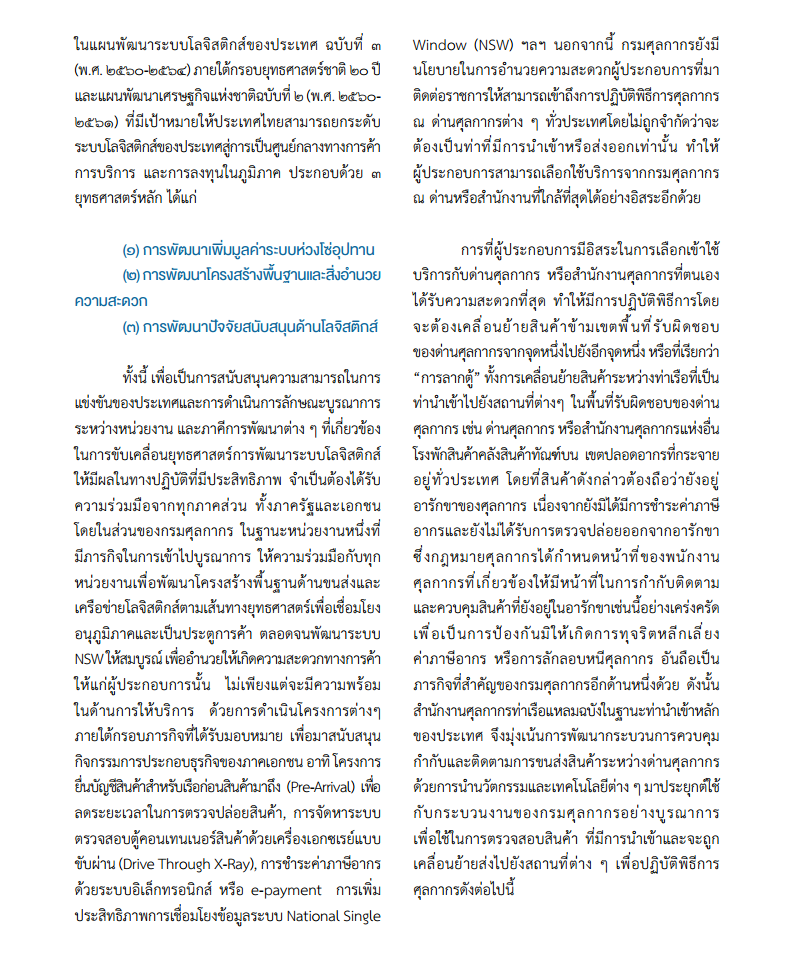 ในแผนพัฒนาระบบโลจิสติกส์ของประเทศ ฉบับที่ ๓
(พ.ศ. ๒๕๖๐-๒๕๖๔) ภายใต้กรอบยุทธศาสตร์ชาติ ๒๐ ปี
และแผนพัฒนาเศรษฐกิจแห่งชาติฉบับที่ ๒ (พ.ศ. ๒๕๖๐-
๒๕๖๑) ที่มีเป้าหมายให้ประเทศไทยสามารถยกระดับ
ระบบโลจิสติกส์ของประเทศสู่การเป็นศูนย์กลางทางการค้า
การบริการ และการลงทุนในภูมิภาค ประกอบด้วย ๓
ยุทธศาสตร์หลัก ได้แก่
(๑) การพัฒนาเพิ่มมูลค่าระบบห่วงโซ่อุปทาน
(๒) การพัฒนาโครงสร้างพื้นฐานและสิ่งอำนวย
ความสะดวก
(๓) การพัฒนาปัจจัยสนับสนุนด้านโลจิสติกส์
ทั้งนี้ เพื่อเป็นการสนับสนุนความสามารถในการ
แข่งขันของประเทศและการดำเนินการลักษณะบูรณาการ
ระหว่างหน่วยงาน และภาคีการพัฒนาต่าง ๆ ที่เกี่ยวข้อง
ในการขับเคลื่อนยุทธศาสตร์การพัฒนาระบบโลจิสติกส์
ให้มีผลในทางปฏิบัติที่มีประสิทธิภาพ จำเป็นต้องได้รับ
ความร่วมมือจากทุกภาคส่วน ทั้งภาครัฐและเอกชน
โดยในส่วนของกรมศุลกากร ในฐานะหน่วยงานหนึ่งที่
มีภารกิจในการเข้าไปบูรณาการ ให้ความร่วมมือกับทุก
หน่วยงานเพื่อพัฒนาโครงสร้างพื้นฐานด้านขนส่งและ
เครือข่ายโลจิสติกส์ตามเส้นทางยุทธศาสตร์เพื่อเชื่อมโยง
อนุภูมิภาคและเป็นประตูการค้า ตลอดจนพัฒนาระบบ
NSW ให้สมบูรณ์ เพื่ออำนวยให้เกิดความสะดวกทางการค้า
ให้แก่ผู้ประกอบการนั้น ไม่เพียงแต่จะมีความพร้อม
ในด้านการให้บริการ ด้วยการดำเนินโครงการต่างๆ
ภายใต้กรอบภารกิจที่ได้รับมอบหมาย เพื่อมาสนับสนุน
กิจกรรมการประกอบธุรกิจของภาคเอกชน อาทิ โครงการ
ยื่นบัญชีสินค้าสำหรับเรือก่อนสินค้ามาถึง (Pre-Arrival) เพื่อ
ลดระยะเวลาในการตรวจปล่อยสินค้า, การจัดหาระบบ
ตรวจสอบตู้คอนเทนเนอร์สินค้าด้วยเครื่องเอกซเรย์แบบ
ขับผ่าน (Drive Through X-Ray), การชำระค่าภาษีอากร
ด้วยระบบอิเล็กทรอนิกส์ หรือ e-payment การเพิ่ม
ประสิทธิภาพการเชื่อมโยงข้อมูลระบบ National Single
Window (NSW) ฯลฯ นอกจากนี้ กรมศุลกากรยังมี
นโยบายในการอำนวยความสะดวกผู้ประกอบการที่มา
ติดต่อราชการให้สามารถเข้าถึงการปฏิบัติพิธีการศุลกากร
ณ ด่านศุลกากรต่าง ๆ ทั่วประเทศโดยไม่ถูกจำกัดว่าจะ
ต้องเป็นท่าที่มีการนำเข้าหรือส่งออกเท่านั้น ทำให้
ผู้ประกอบการสามารถเลือกใช้บริการจากกรมศุลกากร
ณ ด่านหรือสำนักงานที่ใกล้ที่สุดได้อย่างอิสระอีกด้วย
การที่ผู้ประกอบการมีอิสระในการเลือกเข้าใช้
บริการกับด่านศุลกากร หรือสำนักงานศุลกากรที่ตนเอง
ได้รับความสะดวกที่สุด ทำให้มีการปฏิบัติพิธีการโดย
จะต้องเคลื่อนย้ายสินค้าข้ามเขตพื้นที่รับผิดชอบ
ของด่านศุลกากรจากจุดหนึ่งไปยังอีกจุดหนึ่ง หรือที่เรียกว่า
“การลากตู้” ทั้งการเคลื่อนย้ายสินค้าระหว่างท่าเรือที่เป็น
ท่านำเข้าไปยังสถานที่ต่างๆ ในพื้นที่รับผิดชอบของด่าน
ศุลกากร เช่น ด่านศุลกากร หรือสำนักงานศุลกากรแห่งอื่น
โรงพักสินค้าคลังสินค้าทัณฑ์บน เขตปลอดอากรที่กระจาย
อยู่ทั่วประเทศ โดยที่สินค้าดังกล่าวต้องถือว่ายังอยู่
อารักขาของศุลกากร เนื่องจากยังมิได้มีการชำระค่าภาษี
อากรและยังไม่ได้รับการตรวจปล่อยออกจากอารักขา
ซึ่งกฎหมายศุลกากรได้กำหนดหน้าที่ของพนักงาน
ศุลกากรที่เกี่ยวข้องให้มีหน้าที่ในการกำกับติดตาม
และควบคุมสินค้าที่ยังอยู่ในอารักขาเช่นนี้อย่างเคร่งครัด
เพื่อเป็นการป้องกันมิให้เกิดการทุจริตหลีกเลี่ยง
ค่าภาษีอากร หรือการลักลอบหนีศุลกากร อันถือเป็น
ภารกิจที่สำคัญของกรมศุลกากรอีกด้านหนึ่งด้วย ดังนั้น
สำนักงานศุลกากรท่าเรือแหลมฉบังในฐานะท่านำเข้าหลัก
ของประเทศ จึงมุ่งเน้นการพัฒนากระบวนการควบคุม
กำกับและติดตามการขนส่งสินค้าระหว่างด่านศุลกากร
ด้วยการนำนวัตกรรมและเทคโนโลยีต่าง ๆ มาประยุกต์ใช้
กับกระบวนงานของกรมศุลกากรอย่างบูรณาการ
เพื่อใช้ในการตรวจสอบสินค้า ที่มีการนำเข้าและจะถูก
เคลื่อนย้ายส่งไปยังสถานที่ต่าง ๆ เพื่อปฏิบัติพิธีการ
ศุลกากรดังต่อไปนี้